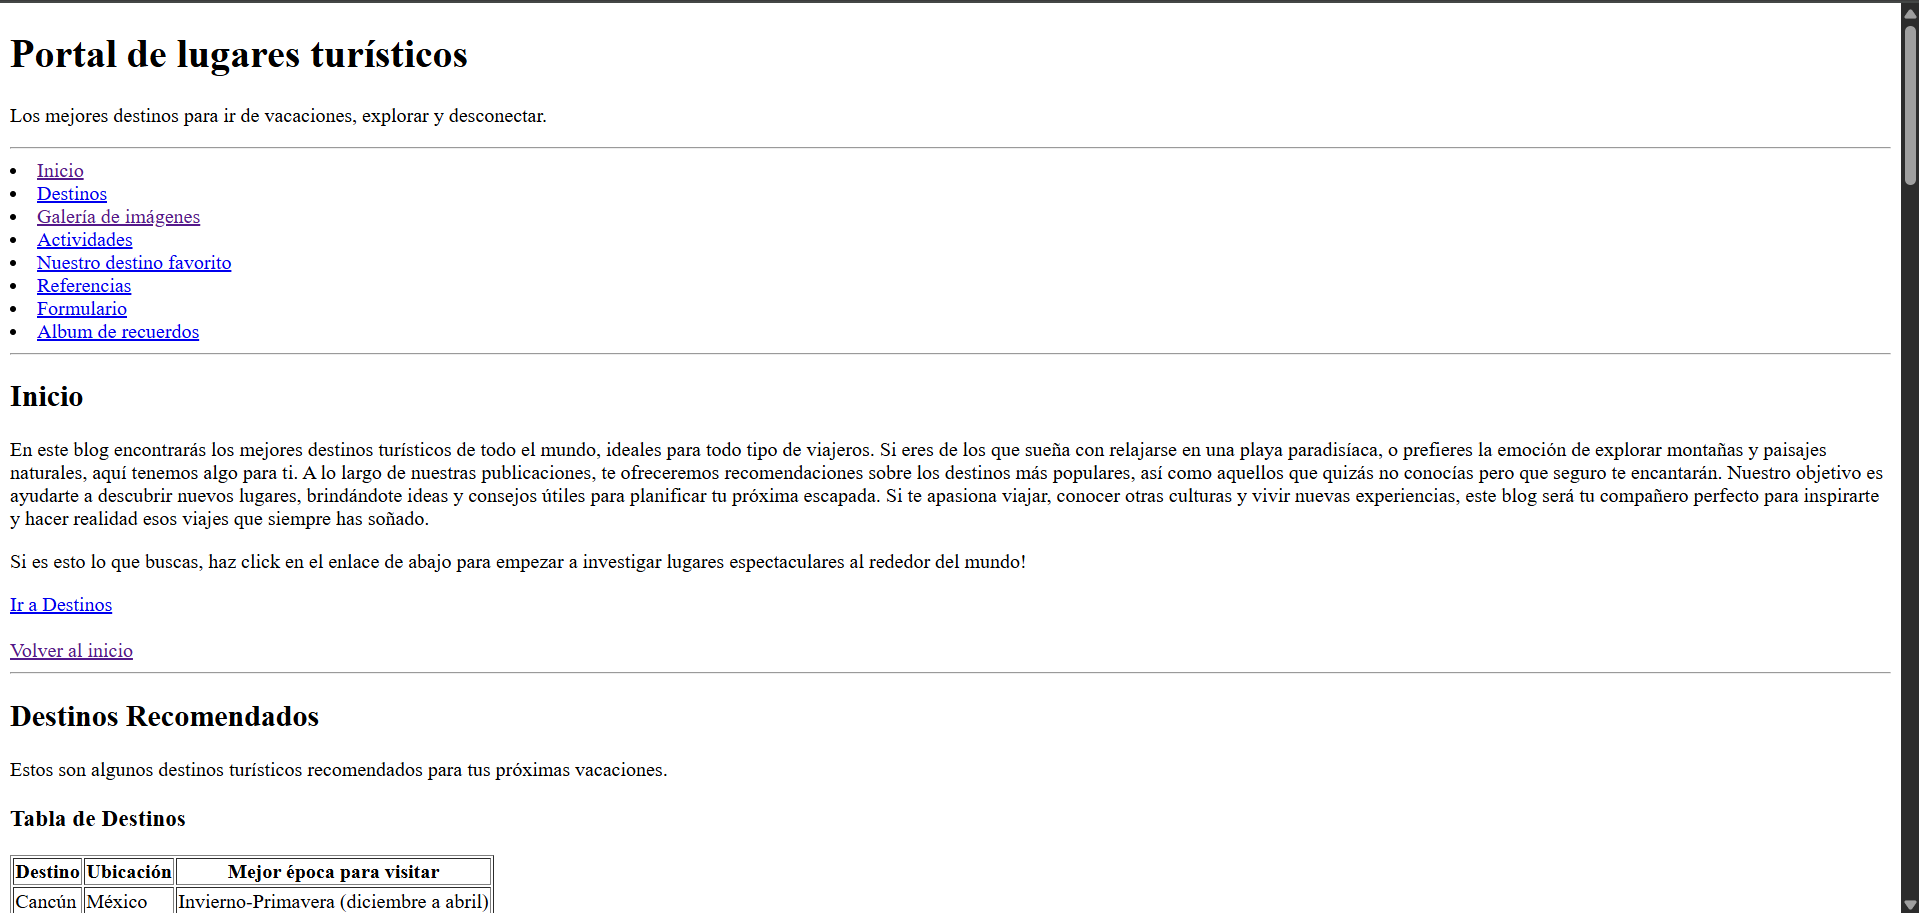 Portal de lugares turísticos
Los mejores destinos para ir de vacaciones, explorar y desconectar.
Inicio
Destinos
Galería de imágenes
Actividades
Nuestro destino favorito
Referencias
Formulario
Album de recuerdos
Inicio
En este blog encontrarás los mejores destinos turísticos de todo el mundo, ideales para todo tipo de viajeros. Si eres de los que sueña con relajarse en una playa paradisíaca, o prefieres la emoción de explorar montañas y paisajes
naturales, aquí tenemos algo para ti. A lo largo de nuestras publicaciones, te ofreceremos recomendaciones sobre los destinos más populares, así como aquellos que quizás no conocías pero que seguro te encantarán. Nuestro objetivo es
ayudarte a descubrir nuevos lugares, brindándote ideas y consejos útiles para planificar tu próxima escapada. Si te apasiona viajar, conocer otras culturas y vivir nuevas experiencias, este blog será tu compañero perfecto para inspirarte
y hacer realidad esos viajes que siempre has soñado.
Si es esto lo que buscas, haz click en el enlace de abajo para empezar a investigar lugares espectaculares al rededor del mundo!
Ir a Destinos
Volver al inicio
Destinos Recomendados
Estos son algunos destinos turísticos recomendados para tus próximas vacaciones.
Tabla de Destinos
Destino Ubicación Mejor época para visitar
Cancún México Invierno-Primavera (diciembre a abril)